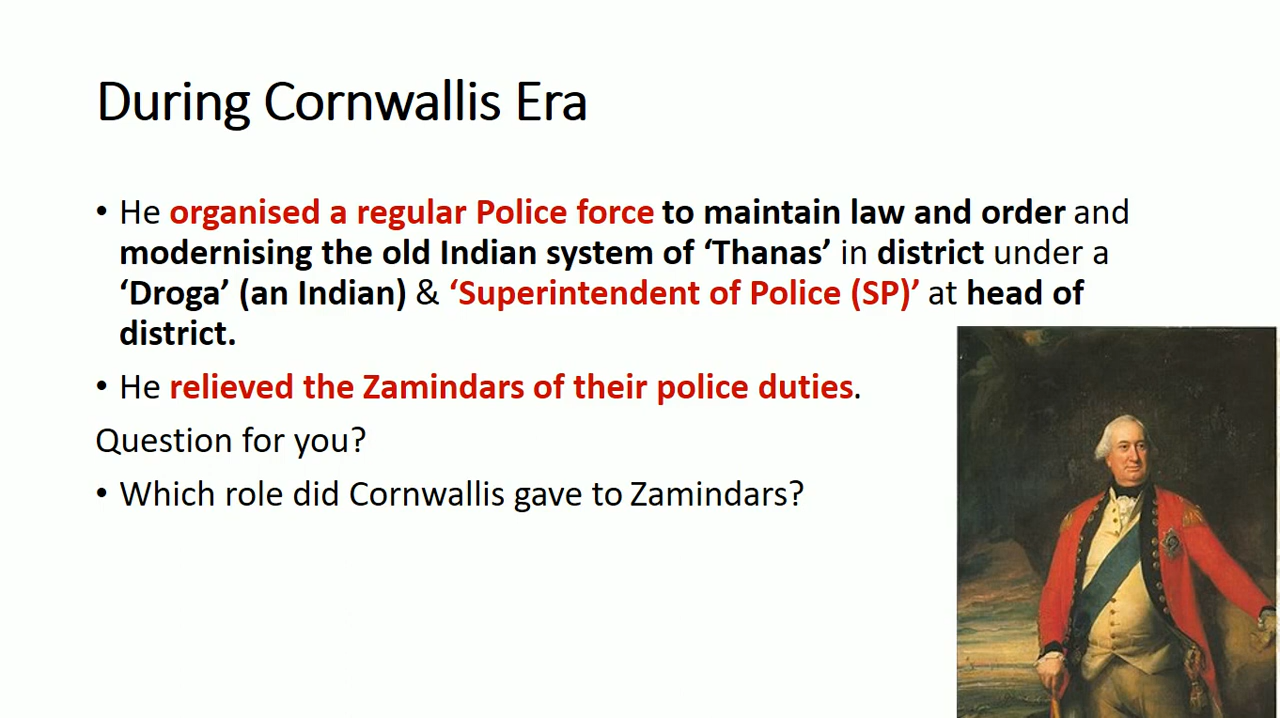 During Cornwallis Era
• He organised a regular Police force to maintain law and order and
modernising the old Indian system of ‘Thanas’ in district under a
‘Droga’ (an Indian) & ‘Superintendent of Police (SP)’ at head of
district.
• He relieved the Zamindars of their police duties.
Question for you?
• Which role did Cornwallis gave to Zamindars?